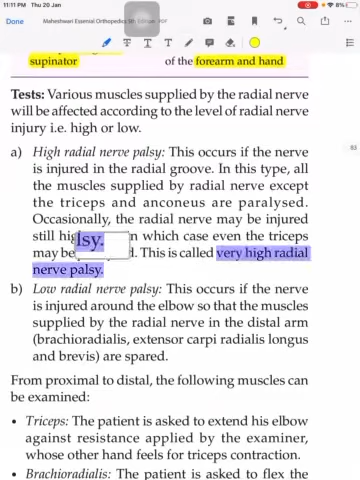 11:11 PM Thu 20 Jan
8%
Done
Maheshwari Essential Orthopedics 5th Edition PDF
supinator
of the forearm and hand
Tests: Various muscles supplied by the radial nerve
will be affected according to the level of radial nerve
injury i.e. high or low.
83
a) High radial nerve palsy: This occurs if the nerve
is injured in the radial groove. In this type, all
the muscles supplied by radial nerve except
the triceps and anconeus are paralysed.
Occasionally, the radial nerve may be injured
still hig lsy. n which case even the triceps
may be d. This is called very high radial
nerve palsy.
b) Low radial nerve palsy: This occurs if the nerve
is injured around the elbow so that the muscles
supplied by the radial nerve in the distal arm
(brachioradialis, extensor carpi radialis longus
and brevis) are spared.
From proximal to distal, the following muscles can
be examined:
• Triceps: The patient is asked to extend his elbow
against resistance applied by the examiner,
whose other hand feels for triceps contraction.
• Brachioradialis: The patient is asked to flex the